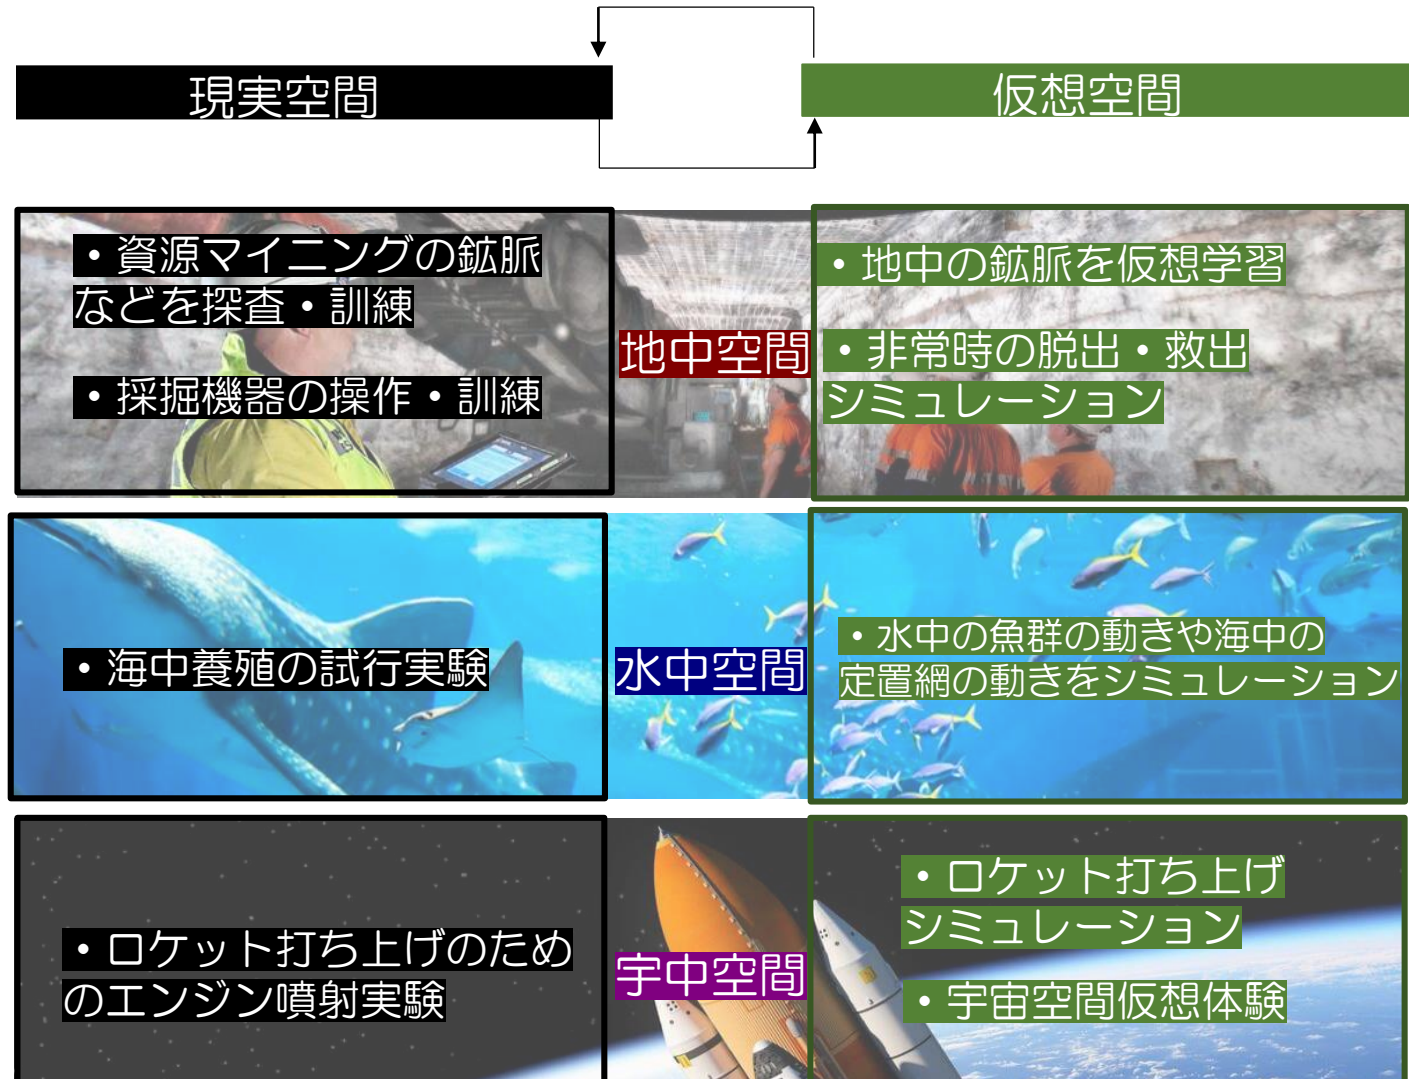 現実空間
仮想空間
・資源マイニングの鉱脈
などを探査・訓練
・採掘機器の操作・訓練
地中空間
・地中の鉱脈を仮想学習
・非常時の脱出・救出
シミュレーション
・海中養殖の試行実験
水中空間
・水中の魚群の動きや海中の
定置網の動きをシミュレーション
・ロケット打ち上げのため
のエンジン噴射実験
宇中空間
・ロケット打ち上げ
シミュレーション
・宇宙空間仮想体験